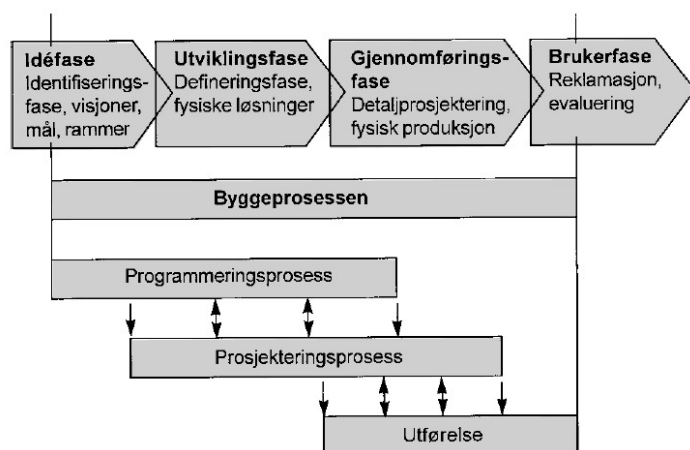 Idéfase
Identifiserings-
fase, visjoner,
mål, rammer
Utviklingsfase
Defineringsfase,
fysiske løsninger
Gjennomførings-
fase
Detaljprosjektering,
fysisk produksjon
Brukerfase
Reklamasjon,
evaluering
Byggeprosessen
Programmeringsprosess
Prosjekteringsprosess
Utførelse